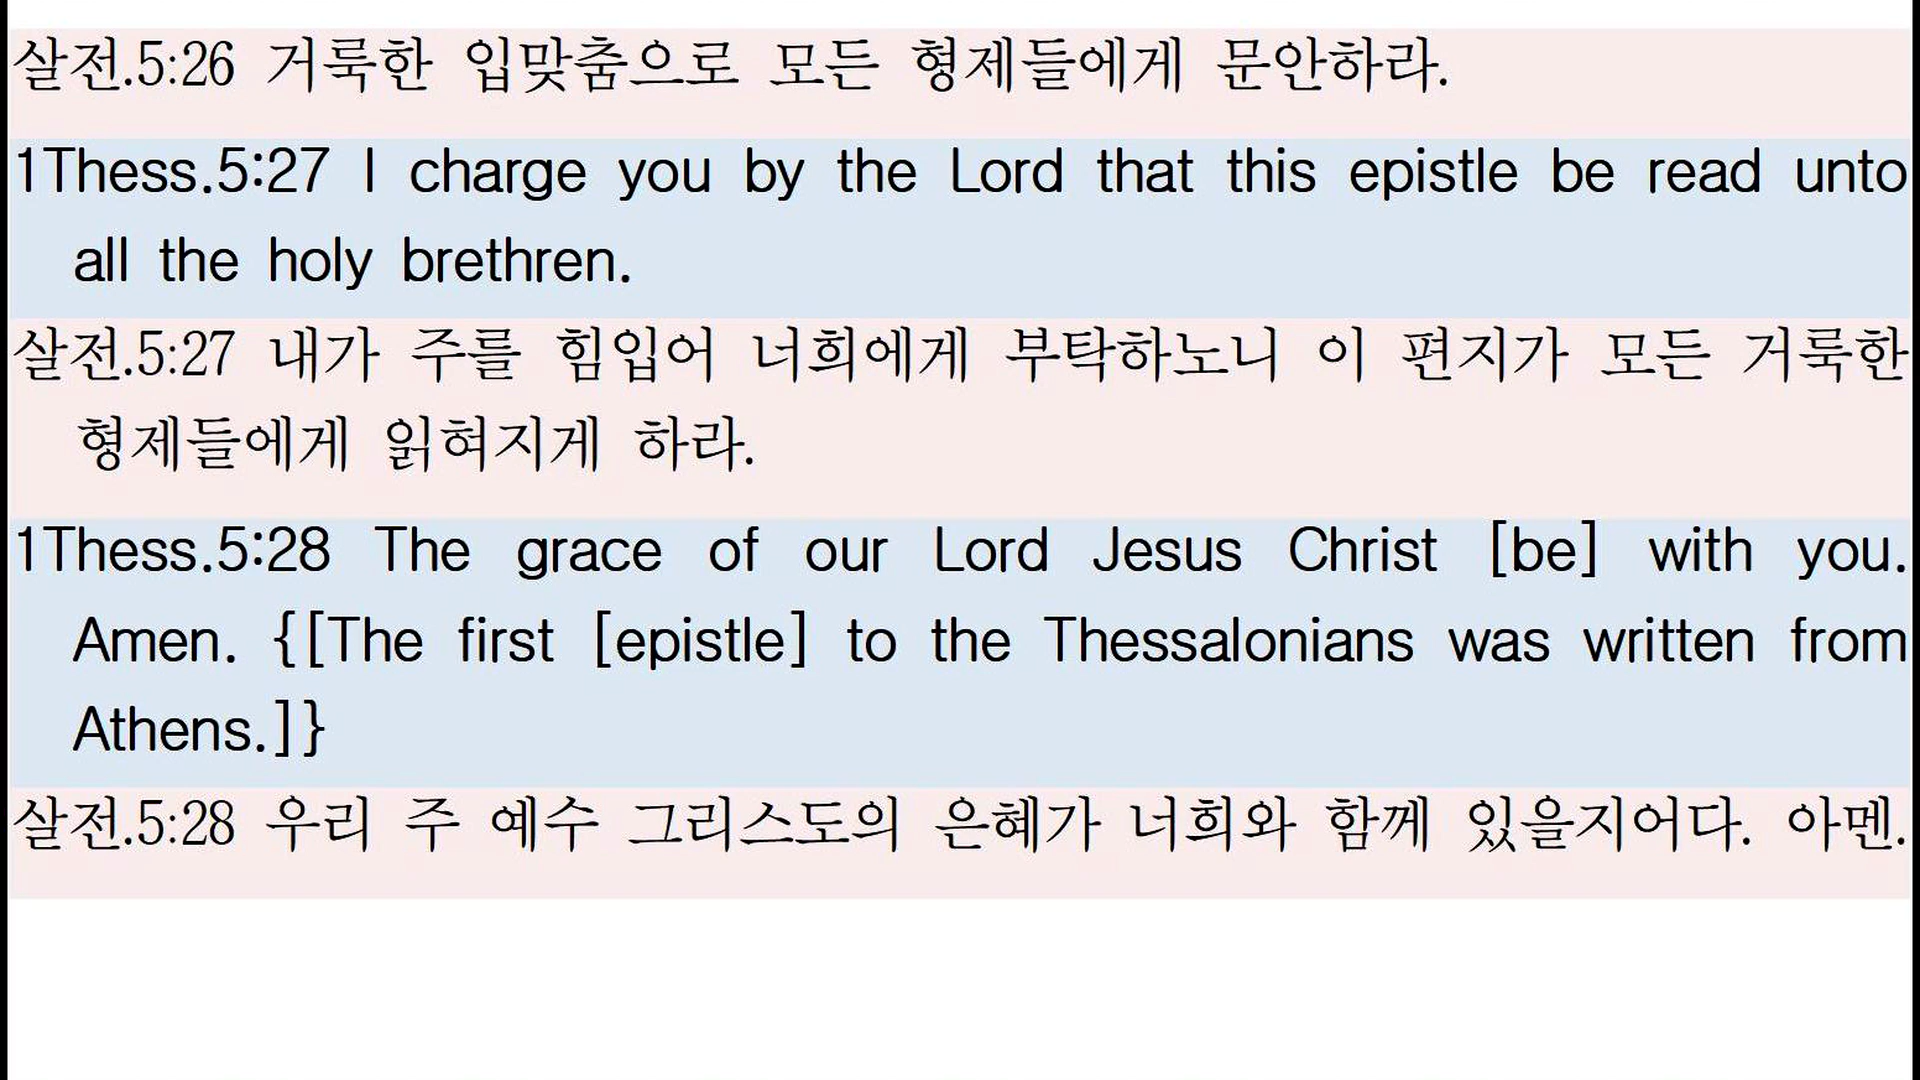 살전.5:26 거룩한 입맞춤으로 모든 형제들에게 문안하라.
1Thess.5:27 I charge you by the Lord that this epistle be read unto
all the holy brethren.
살전.5:27 내가 주를 힘입어 너희에게 부탁하노니 이 편지가 모든 거룩한
형제들에게 읽혀지게 하라.
1Thess.5:28 The grace of our Lord Jesus Christ [be] with you.
Amen. {[The first [epistle] to the Thessalonians was written from
Athens.]}
살전.5:28 우리 주 예수 그리스도의 은혜가 너희와 함께 있을지어다. 아멘.